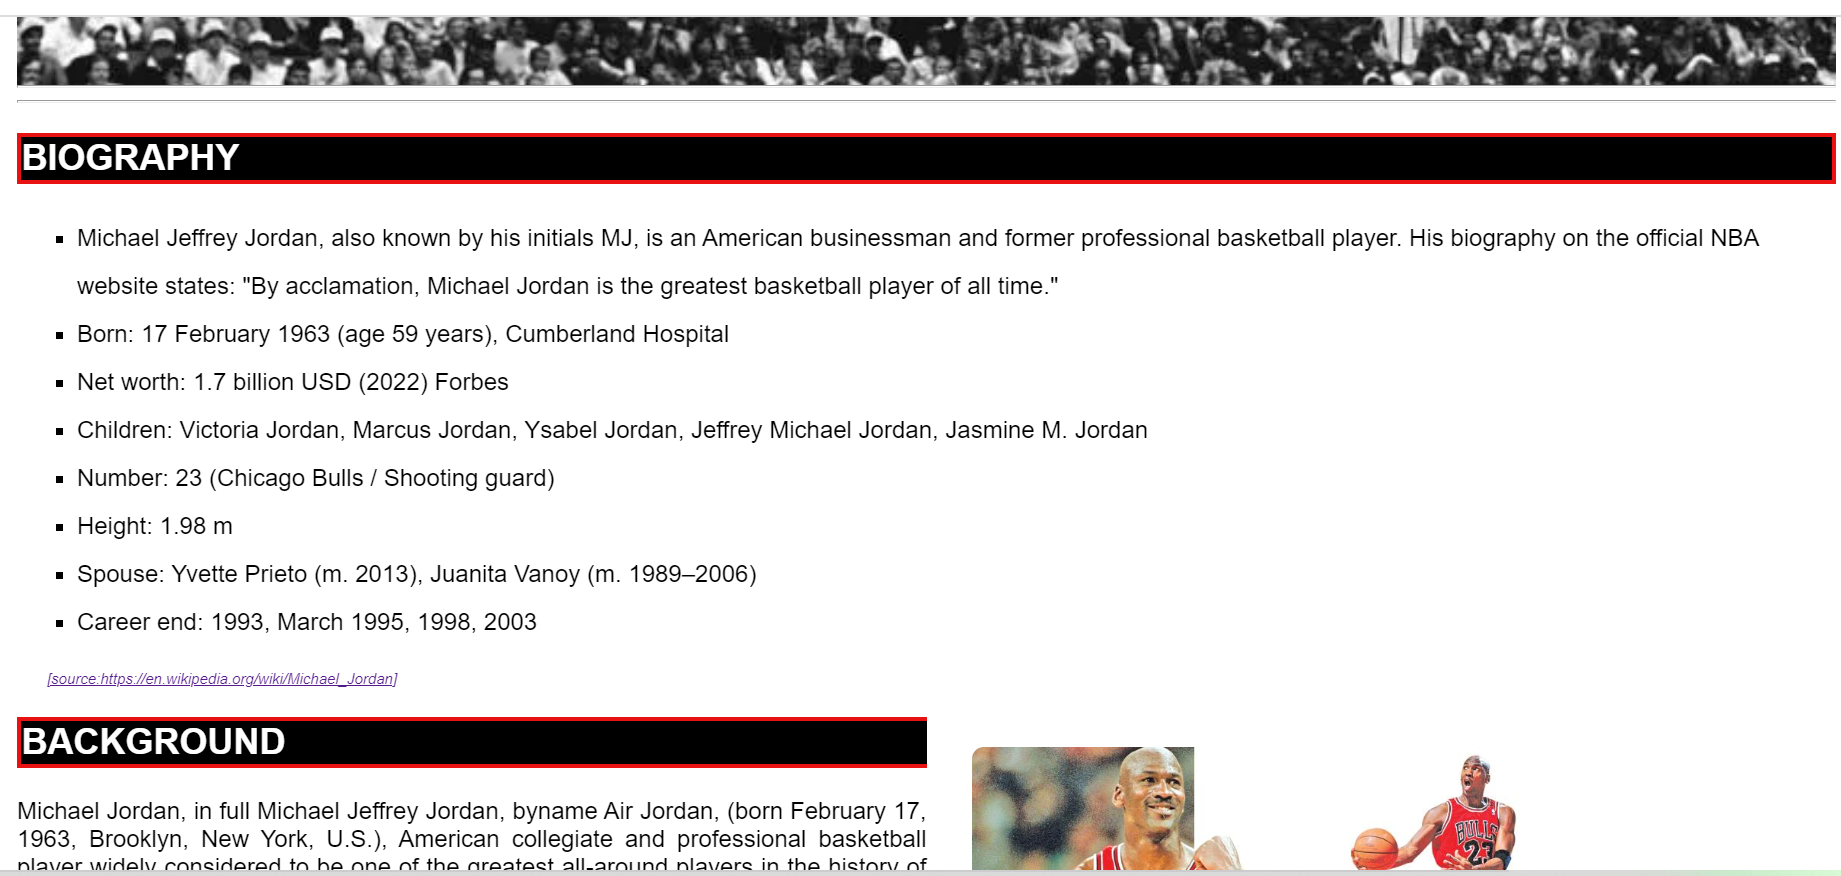 BIOGRAPHY
Michael Jeffrey Jordan, also known by his initials MJ, is an American businessman and former professional basketball player. His biography on the official NBA
website states: "By acclamation, Michael Jordan is the greatest basketball player of all time."
Born: 17 February 1963 (age 59 years), Cumberland Hospital
Net worth: 1.7 billion USD (2022) Forbes
Children: Victoria Jordan, Marcus Jordan, Ysabel Jordan, Jeffrey Michael Jordan, Jasmine M. Jordan
Number: 23 (Chicago Bulls / Shooting guard)
Height: 1.98 m
Spouse: Yvette Prieto (m. 2013), Juanita Vanoy (m. 1989–2006)
Career end: 1993, March 1995, 1998, 2003
[source:https://en.wikipedia.org/wiki/Michael_Jordan]
BACKGROUND
Michael Jordan, in full Michael Jeffrey Jordan, byname Air Jordan, (born February 17,
1963, Brooklyn, New York, U.S.), American collegiate and professional basketball
player widely considered to be one of the greatest all-around players in the history of
BULLS
23